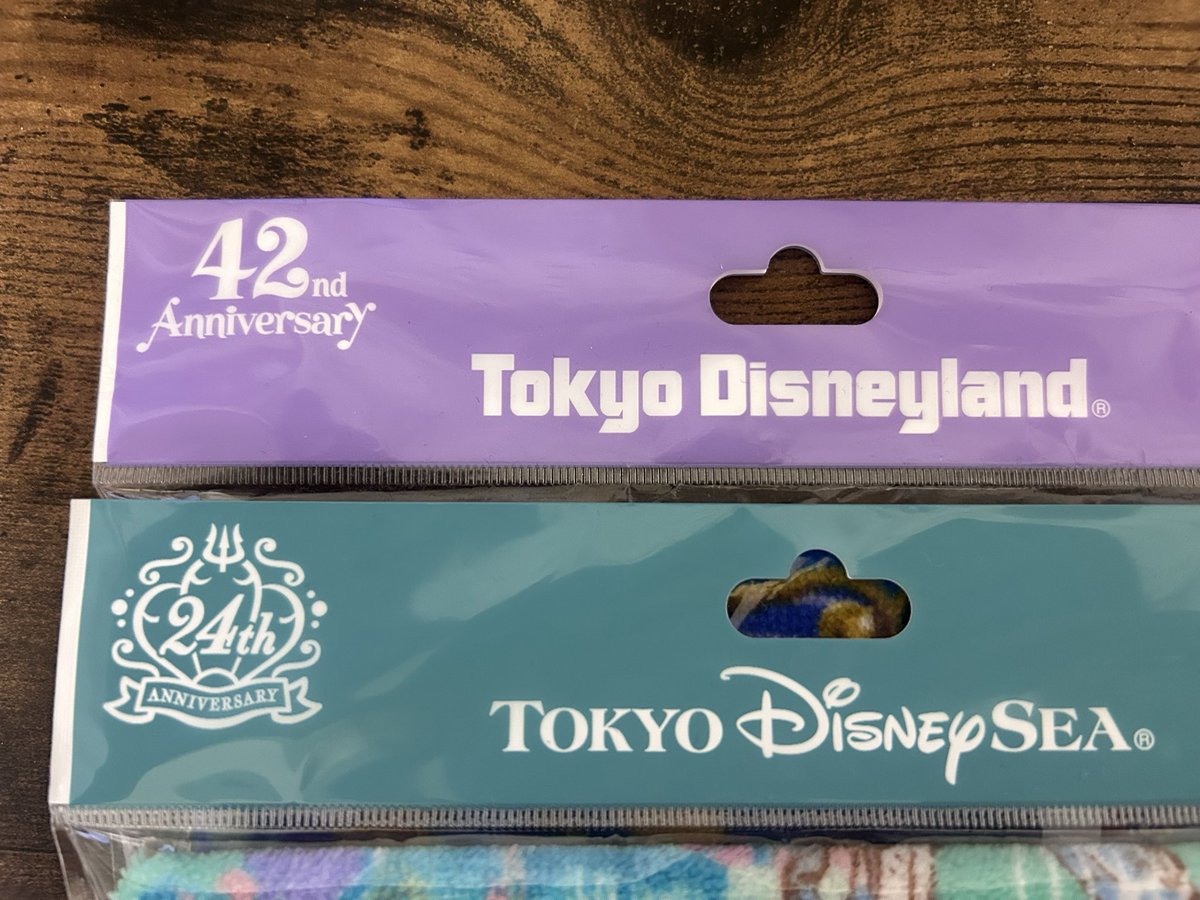 42nd
Anniversary
Tokyo Disneyland®
24th
ANNIVERSARY
TOKYO DISNEYSEA®